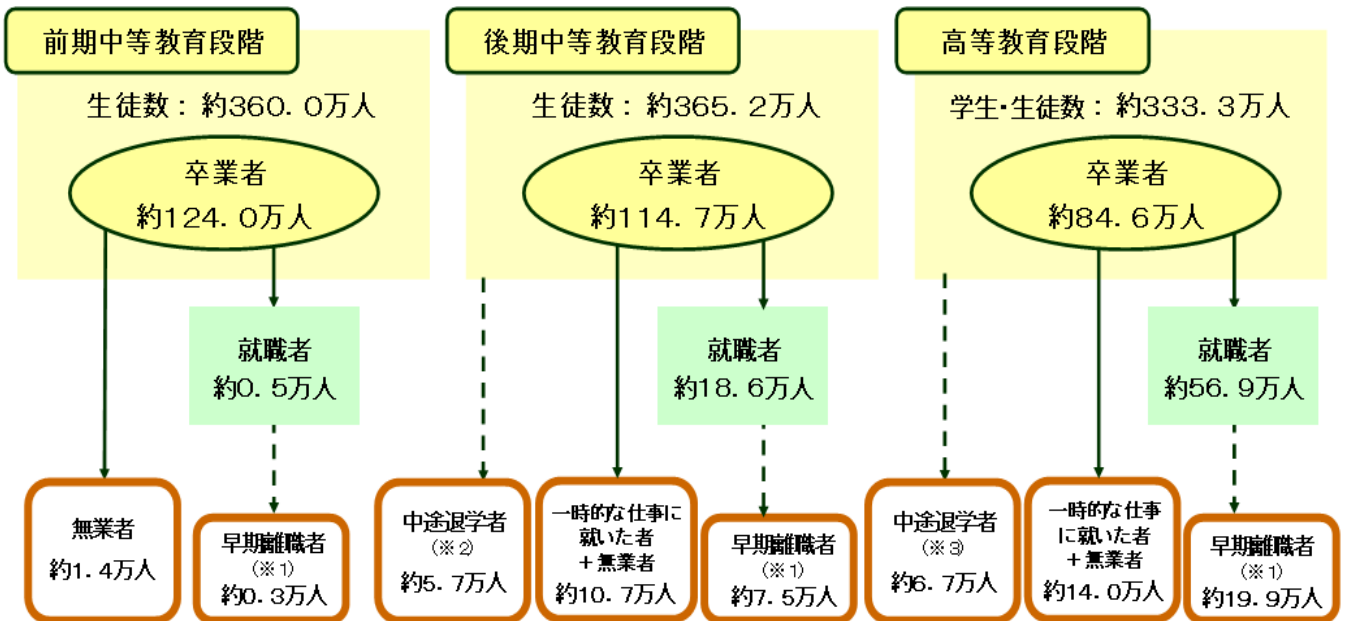 前期中等教育段階
生徒数：約360.0万人
卒業者
約124.0万人
就職者
約0.5万人
無業者
約1.4万人
早期離職者
(※1)
約0.3万人
後期中等教育段階
生徒数：約365.2万人
卒業者
約114.7万人
就職者
約18.6万人
中途退学者
(※2)
約5.7万人
一時的な仕事に
就いた者
＋無業者
約10.7万人
早期離職者
(※1)
約7.5万人
高等教育段階
学生・生徒数：約333.3万人
卒業者
約84.6万人
就職者
約56.9万人
中途退学者
(※3)
約6.7万人
一時的な仕事
に就いた者
＋無業者
約14.0万人
早期離職者
(※1)
約19.9万人